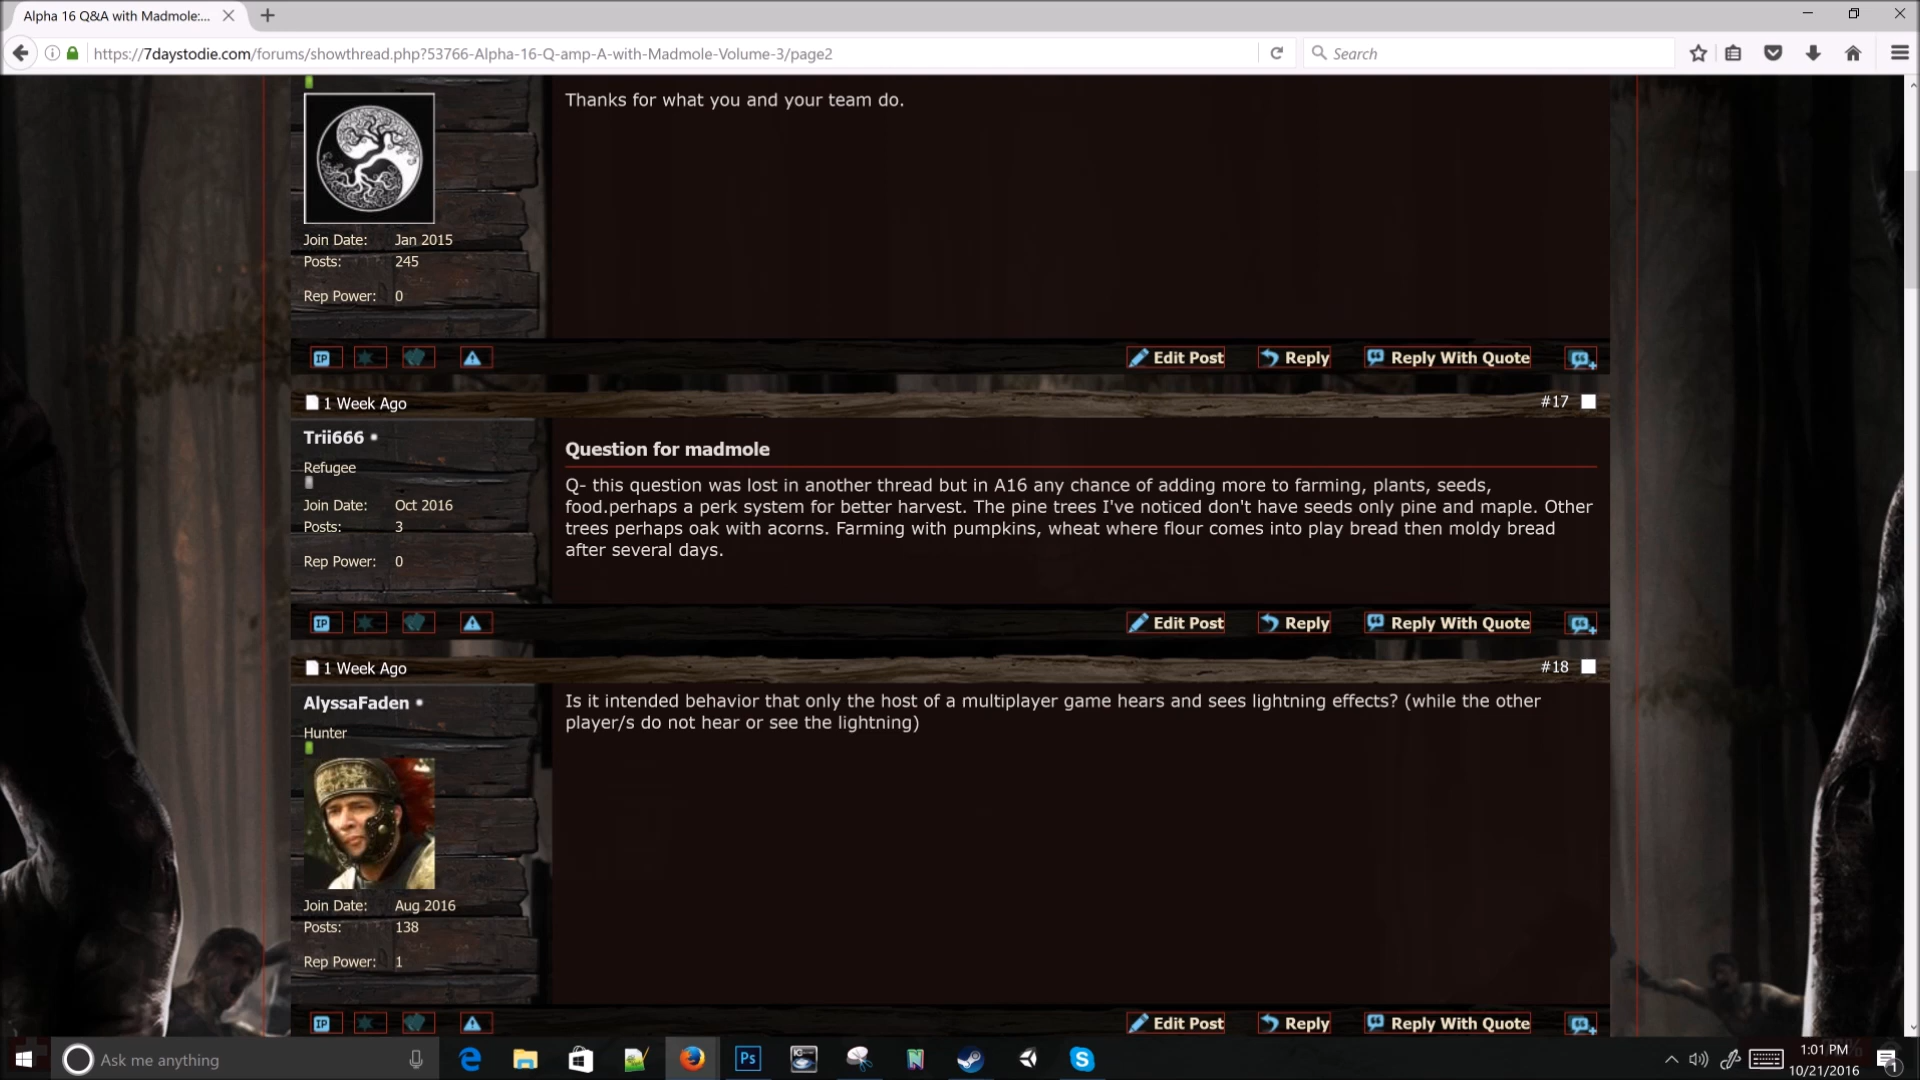 Alpha 16 Q&A with Madmole:...
https://7daystodie.com/forums/showthread.php?53766-Alpha-16-Q-amp-A-with-Madmole-Volume-3/page2
Search
Thanks for what you and your team do.
Join Date: Jan 2015
Posts: 245
Rep Power: 0
IP
Edit Post Reply Reply With Quote
1 Week Ago #17
Trii666
Refugee
Join Date: Oct 2016
Posts: 3
Rep Power: 0
Question for madmole
Q- this question was lost in another thread but in A16 any chance of adding more to farming, plants, seeds,
food.perhaps a perk system for better harvest. The pine trees I've noticed don't have seeds only pine and maple. Other
trees perhaps oak with acorns. Farming with pumpkins, wheat where flour comes into play bread then moldy bread
after several days.
IP
Edit Post Reply Reply With Quote
1 Week Ago #18
AlyssaFaden
Hunter
Join Date: Aug 2016
Posts: 138
Rep Power: 1
Is it intended behavior that only the host of a multiplayer game hears and sees lightning effects? (while the other
player/s do not hear or see the lightning)
IP
Edit Post Reply Reply With Quote
Ask me anything
Ps
1:01 PM
10/21/2016
1